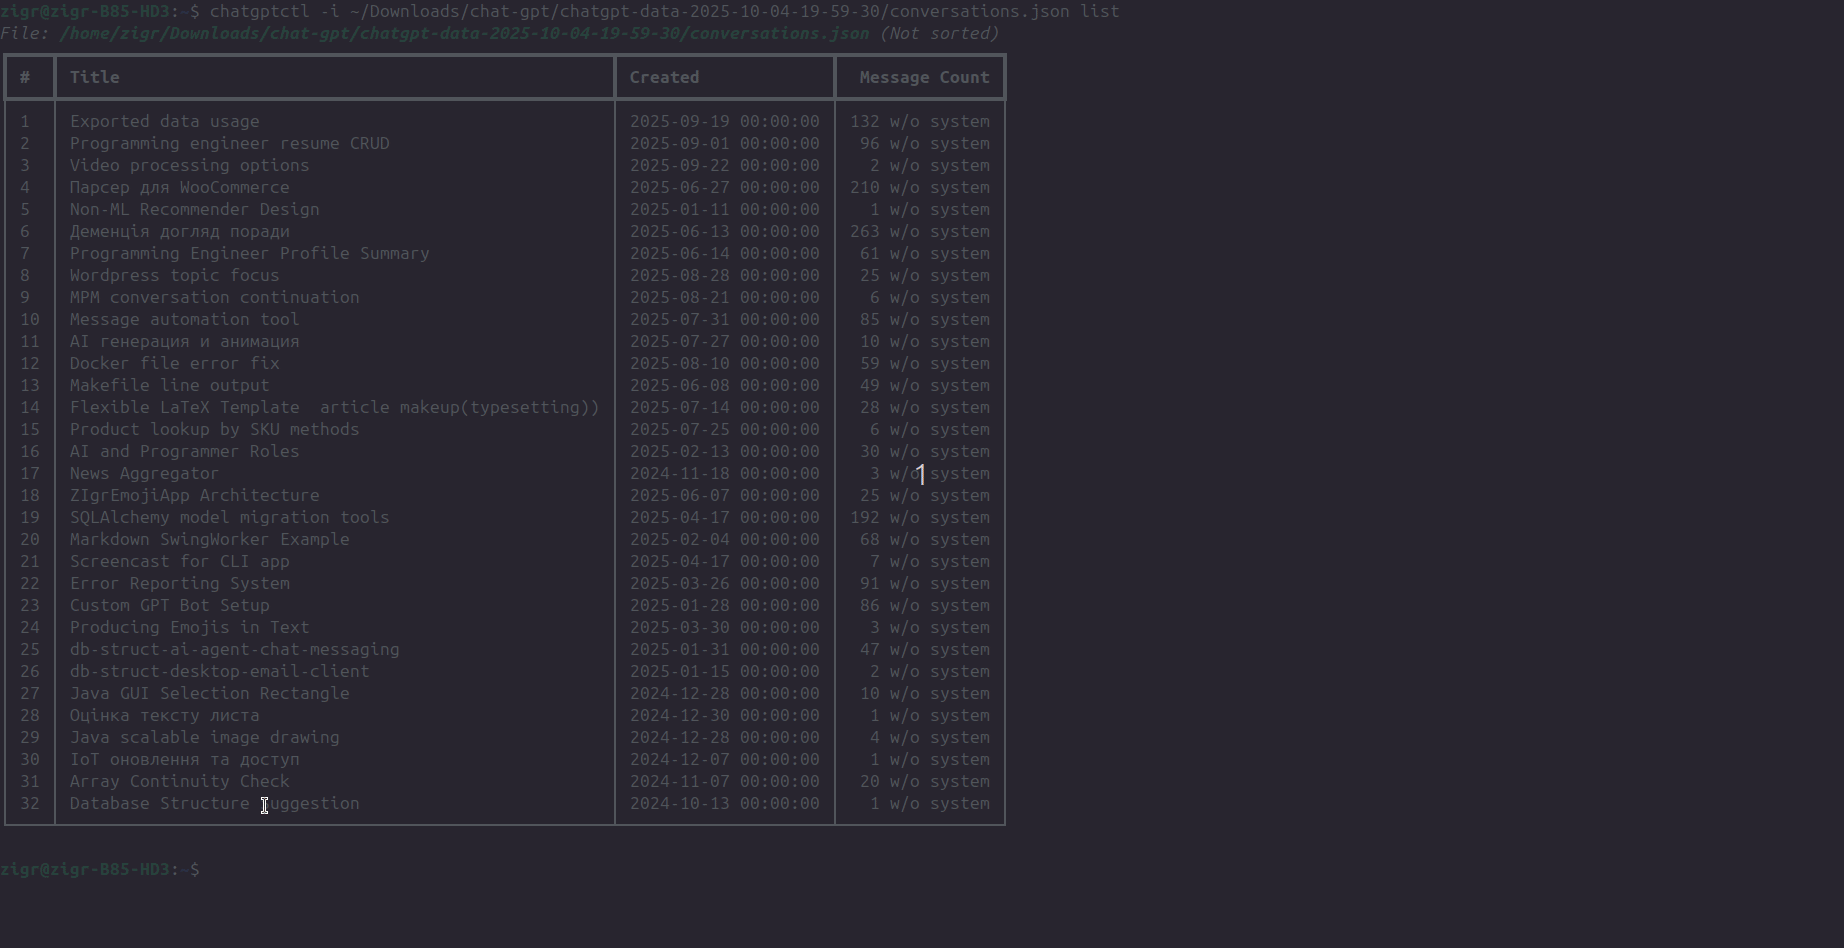 zigr@zigr-B85-HD3:~$ chatgptctl -i ~/Downloads/chat-gpt/chatgpt-data-2025-10-04-19-59-30/conversations.json list
File: /home/zigr/Downloads/chat-gpt/chatgpt-data-2025-10-04-19-59-30/conversations.json (Not sorted)
# Title Created Message Count
1 Exported data usage 2025-09-19 00:00:00 132 w/o system
2 Programming engineer resume CRUD 2025-09-01 00:00:00 96 w/o system
3 Video processing options 2025-09-22 00:00:00 2 w/o system
4 Парсер для WooCommerce 2025-06-27 00:00:00 210 w/o system
5 Non-ML Recommender Design 2025-01-11 00:00:00 1 w/o system
6 Деменція догляд поради 2025-06-13 00:00:00 263 w/o system
7 Programming Engineer Profile Summary 2025-06-14 00:00:00 61 w/o system
8 Wordpress topic focus 2025-08-28 00:00:00 25 w/o system
9 MPM conversation continuation 2025-08-21 00:00:00 6 w/o system
10 Message automation tool 2025-07-31 00:00:00 85 w/o system
11 AI генерация и анимация 2025-07-27 00:00:00 10 w/o system
12 Docker file error fix 2025-08-10 00:00:00 59 w/o system
13 Makefile line output 2025-06-08 00:00:00 49 w/o system
14 Flexible LaTeX Template  article makeup(typesetting)) 2025-07-14 00:00:00 28 w/o system
15 Product lookup by SKU methods 2025-07-25 00:00:00 6 w/o system
16 AI and Programmer Roles 2025-02-13 00:00:00 30 w/o system
17 News Aggregator 2024-11-18 00:00:00 3 w/o system
1
18 ZIgrEmojiApp Architecture 2025-06-07 00:00:00 25 w/o system
19 SQLAlchemy model migration tools 2025-04-17 00:00:00 192 w/o system
20 Markdown SwingWorker Example 2025-02-04 00:00:00 68 w/o system
21 Screencast for CLI app 2025-04-17 00:00:00 7 w/o system
22 Error Reporting System 2025-03-26 00:00:00 91 w/o system
23 Custom GPT Bot Setup 2025-01-28 00:00:00 86 w/o system
24 Producing Emojis in Text 2025-03-30 00:00:00 3 w/o system
25 db-struct-ai-agent-chat-messaging 2025-01-31 00:00:00 47 w/o system
26 db-struct-desktop-email-client 2025-01-15 00:00:00 2 w/o system
27 Java GUI Selection Rectangle 2024-12-28 00:00:00 10 w/o system
28 Оцінка тексту листа 2024-12-30 00:00:00 1 w/o system
29 Java scalable image drawing 2024-12-28 00:00:00 4 w/o system
30 ІоТ оновлення та доступ 2024-12-07 00:00:00 1 w/o system
31 Array Continuity Check 2024-11-07 00:00:00 20 w/o system
32 Database Structure Suggestion 2024-10-13 00:00:00 1 w/o system
zigr@zigr-B85-HD3:~$